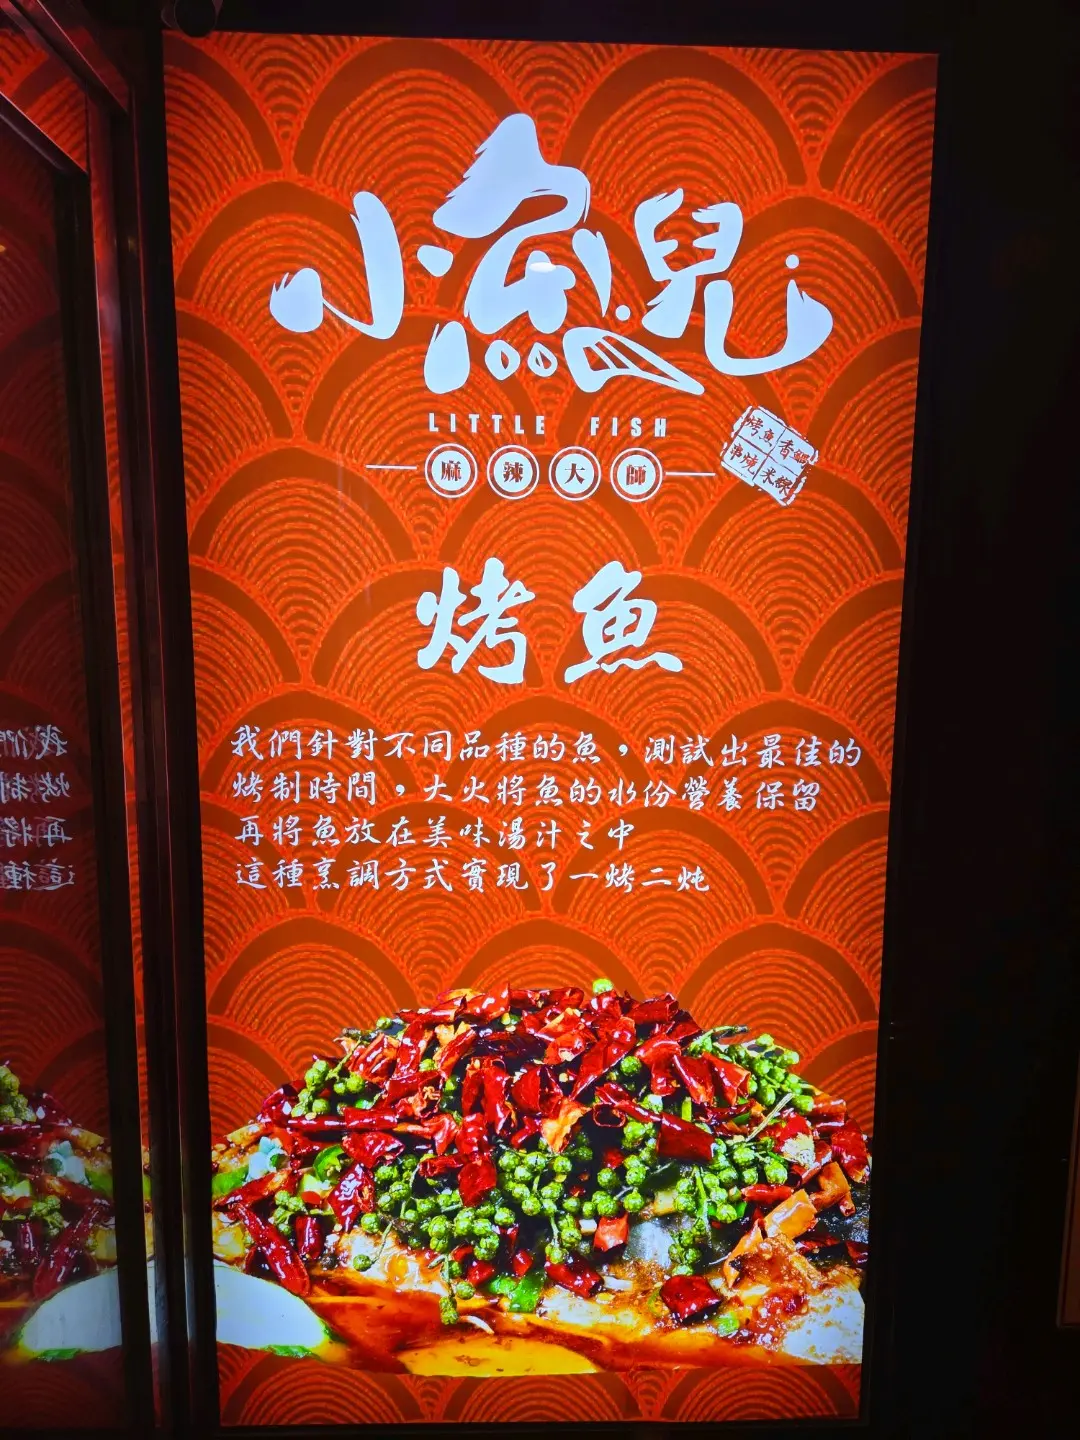 小魚兒
LITTLE FISH
麻辣大師
烤魚香鍋
串燒米線
烤魚
我們針對不同品種的魚，測試出最佳的
烤制時間，大火將魚的水份營養保留
再將魚放在美味湯汁之中
這種烹調方式實現了一烤二炖